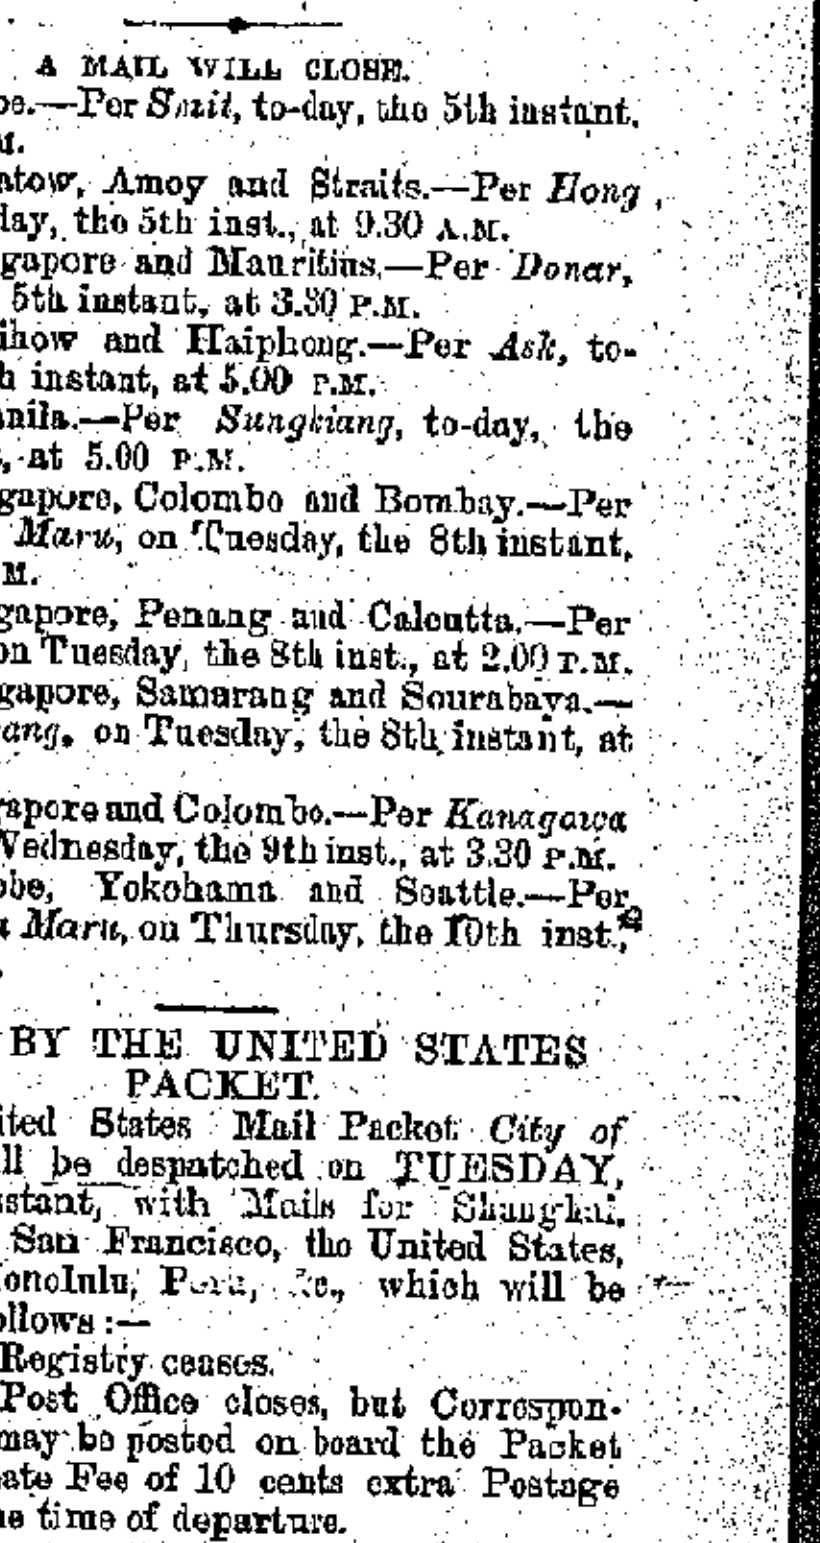 A MAIL WILL CLOSE.
be.—Per Smit, to-day, the 5th instant,
M.
atow, Amoy and Straits.—Per Hong
day, the 5th inst., at 9.30 A.M.
gapore and Mauritius.—Per Donar,
5th instant, at 3.30 P.M.
ihow and Haiphong.—Per Ask, to-
h instant, at 5.00 P.M.
nila.—Per Sungkiang, to-day, the
, at 5.00 P.M.
gapore, Colombo and Bombay.—Per
Maru, on Tuesday, the 8th instant,
M.
gapore, Penang and Calcutta.—Per
on Tuesday, the 8th inst., at 2.00 P.M.
gapore, Samarang and Sourabaya.—
ang, on Tuesday, the 8th instant, at
gapore and Colombo.—Per Kanagawa
Wednesday, the 9th inst., at 3.30 P.M.
obe, Yokohama and Seattle.—Per
a Maru, on Thursday, the 10th inst.,
BY THE UNITED STATES
PACKET.
ited States Mail Packet City of
ll be despatched on TUESDAY,
stant, with Mails for Shanghai,
San Francisco, the United States,
onolulu, Peru, &c., which will be
ollows :—
Registry ceases.
Post Office closes, but Correspon-
may be posted on board the Packet
ate Fee of 10 cents extra Postage
he time of departure.